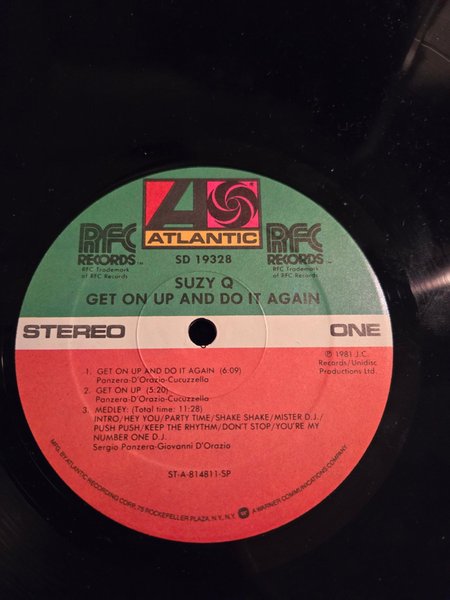 ATLANTIC
RFC
RECORDS™
RFC Trademark
of RFC Records
RFC
RECORDS™
RFC Trademark
of RFC Records
SD 19328
SUZY Q
GET ON UP AND DO IT AGAIN
STEREO
ONE
℗ 1981 J.C.
Records/Unidisc
Productions Ltd.
1. GET ON UP AND DO IT AGAIN (6:09)
Panzera-D'Orazio-Cucuzzella
2. GET ON UP (5:20)
Panzera-D'Orazio-Cucuzzella
3. MEDLEY: (Total time: 11:28)
INTRO/HEY YOU/PARTY TIME/SHAKE SHAKE/MISTER D.J./
PUSH PUSH/KEEP THE RHYTHM/DON'T STOP/YOU'RE MY
NUMBER ONE D.J.
Sergio Panzera-Giovanni D'Orazio
ST-A-814811-SP
MFG. BY ATLANTIC RECORDING CORP., 75 ROCKEFELLER PLAZA, N.Y., N.Y. A WARNER COMMUNICATIONS COMPANY